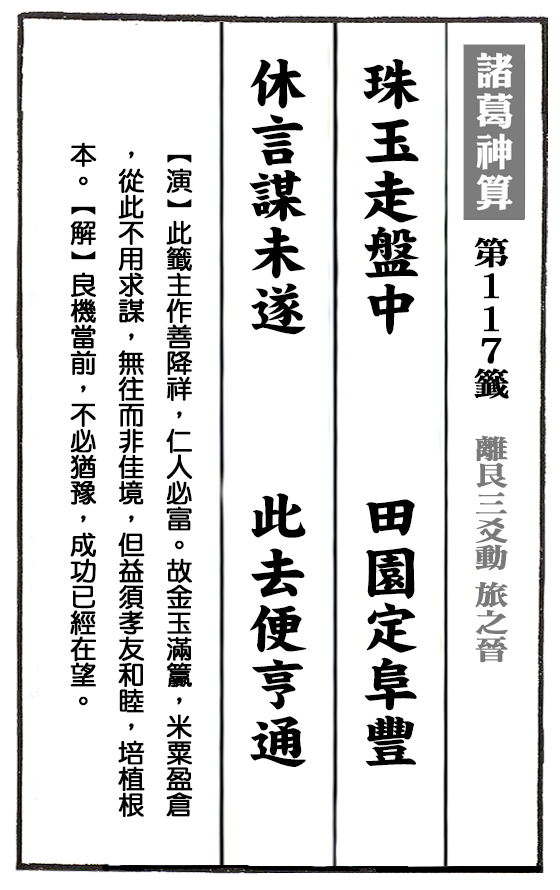 諸葛神算 第117籤 離艮三爻動 旅之晉
珠玉走盤中 田園定阜豐
休言謀未遂 此去便亨通
【演】此籤主作善降祥，仁人必富。故金玉滿籯，米粟盈倉
，從此不用求謀，無往而非佳境，但益須孝友和睦，培植根
本。【解】良機當前，不必猶豫，成功已經在望。